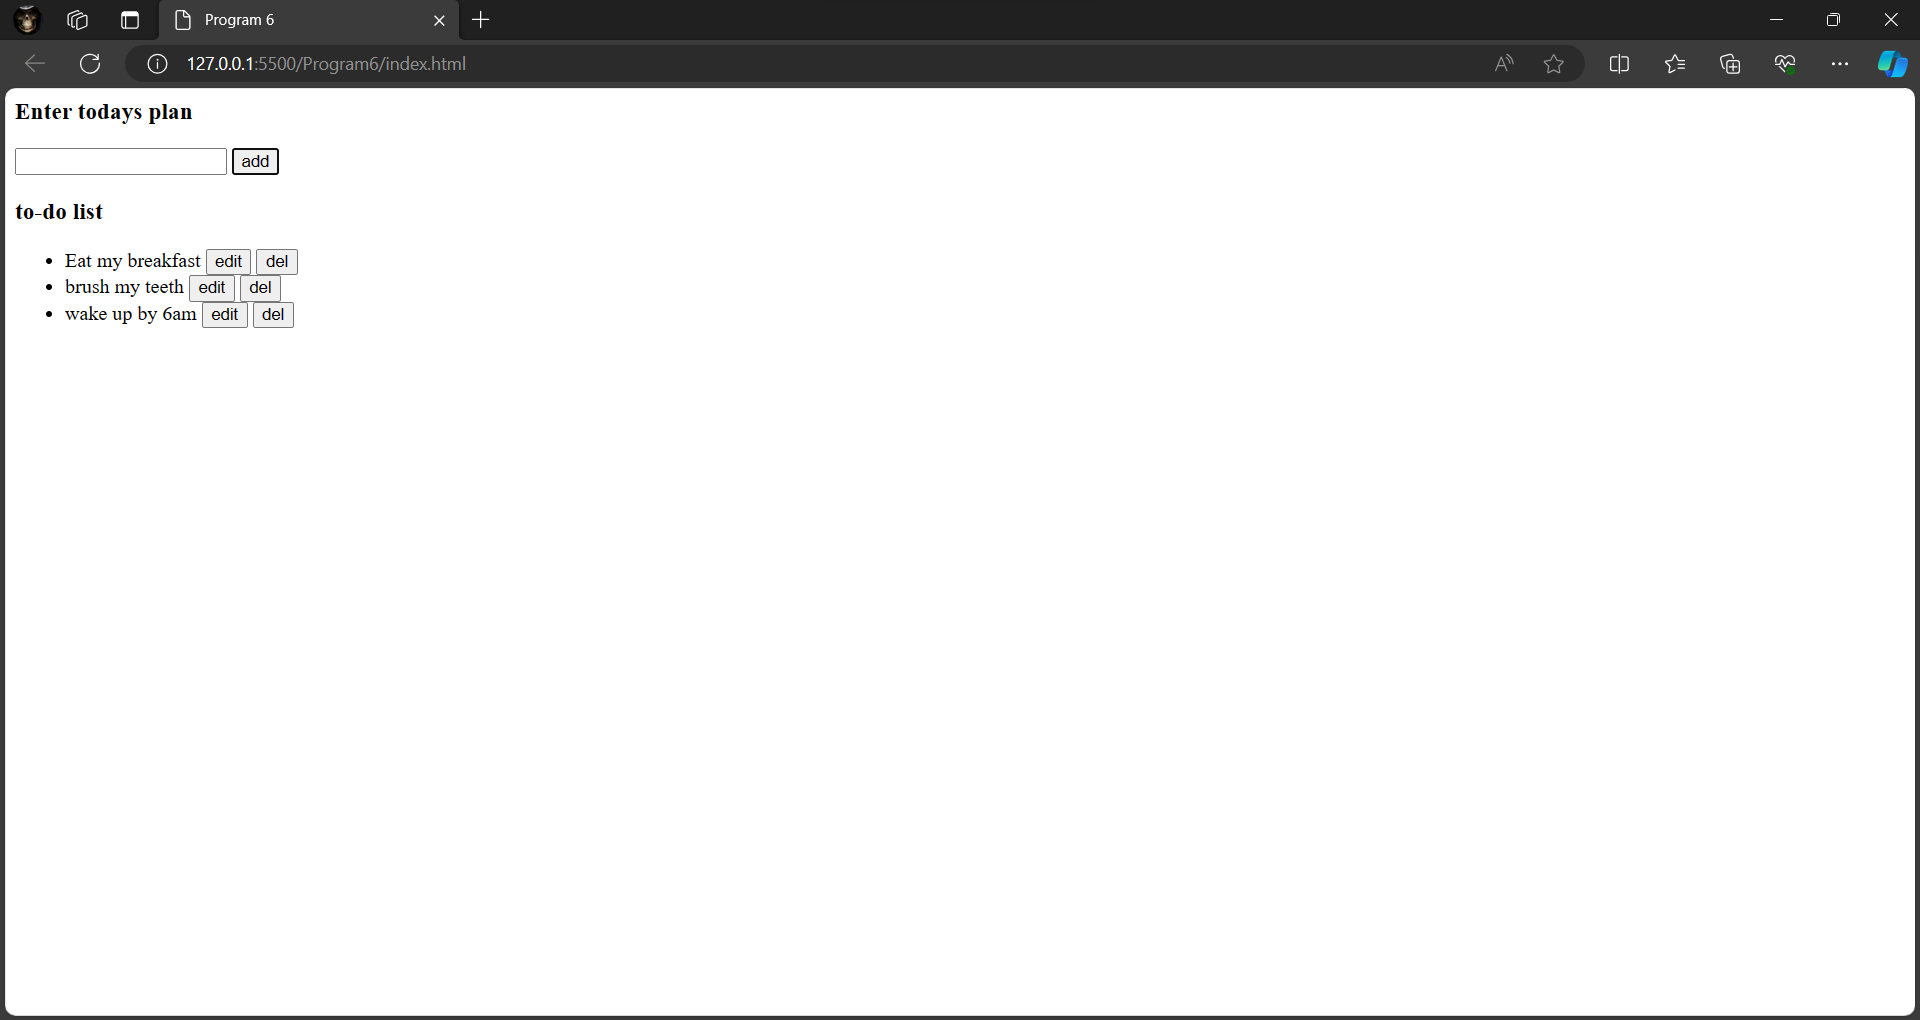 Program 6
127.0.0.1:5500/Program6/index.html
Enter todays plan
add
to-do list
Eat my breakfast edit del
brush my teeth edit del
wake up by 6am edit del